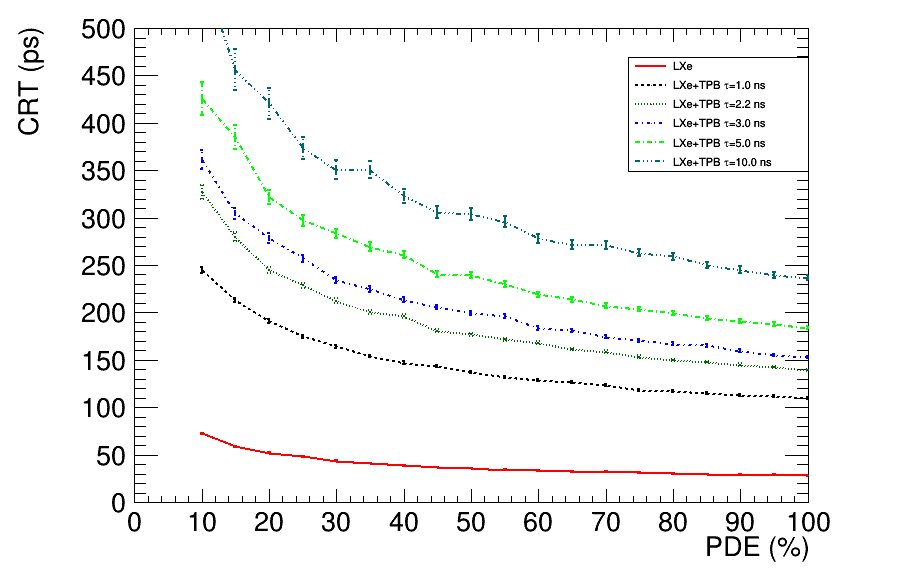 CRT (ps)
500
450
400
350
300
250
200
150
100
50
0
LXe
LXe+TPB τ=1.0 ns
LXe+TPB τ=2.2 ns
LXe+TPB τ=3.0 ns
LXe+TPB τ=5.0 ns
LXe+TPB τ=10.0 ns
0 10 20 30 40 50 60 70 80 90 100
PDE (%)